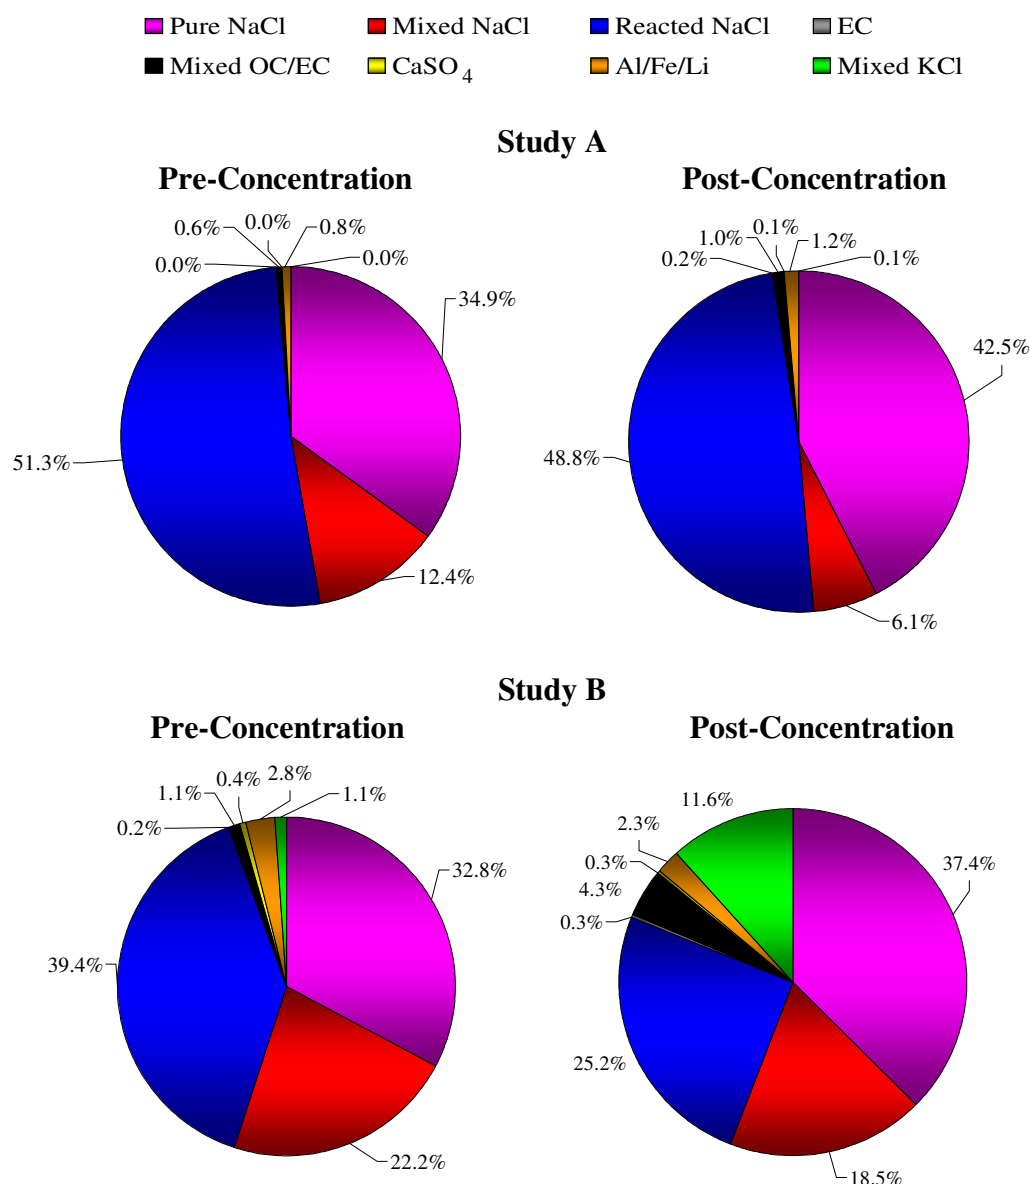 Pure NaCl Mixed NaCl Reacted NaCl EC
Mixed OC/EC CaSO4 Al/Fe/Li Mixed KCl
Study A
Pre-Concentration Post-Concentration
0.0% 0.1%
0.6% 0.8% 1.0% 1.2%
0.0% 0.0% 0.2% 0.1%
34.9%
42.5%
51.3% 48.8%
12.4%
6.1%
Study B
Pre-Concentration Post-Concentration
0.4% 2.8%
1.1% 1.1% 11.6%
0.2% 2.3%
0.3% 37.4%
32.8% 4.3%
0.3%
39.4%
25.2%
22.2%
18.5%